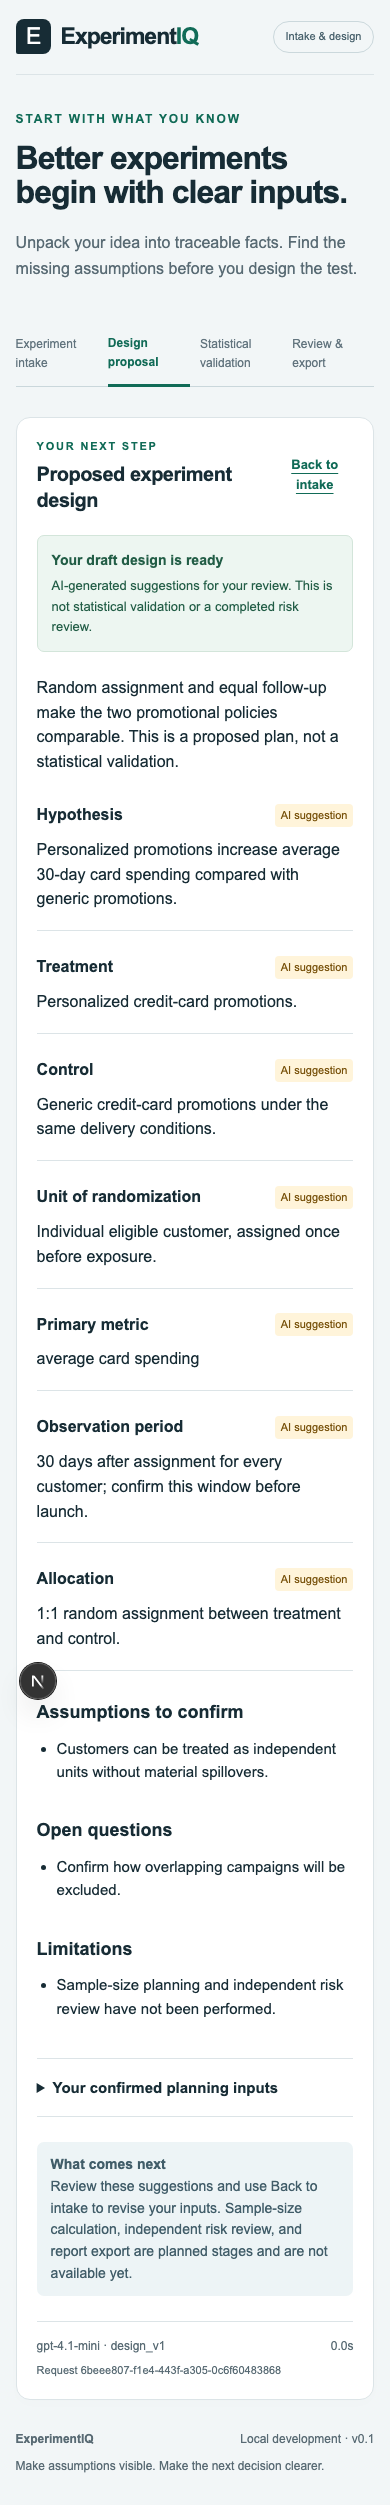 E ExperimentIQ
Intake & design
START WITH WHAT YOU KNOW
Better experiments
begin with clear inputs.
Unpack your idea into traceable facts. Find the
missing assumptions before you design the test.
Experiment
intake
Design
proposal
Statistical
validation
Review &
export
YOUR NEXT STEP
Proposed experiment
design
Back to
intake
Your draft design is ready
AI-generated suggestions for your review. This is
not statistical validation or a completed risk
review.
Random assignment and equal follow-up
make the two promotional policies
comparable. This is a proposed plan, not a
statistical validation.
Hypothesis
AI suggestion
Personalized promotions increase average
30-day card spending compared with
generic promotions.
Treatment
AI suggestion
Personalized credit-card promotions.
Control
AI suggestion
Generic credit-card promotions under the
same delivery conditions.
Unit of randomization
AI suggestion
Individual eligible customer, assigned once
before exposure.
Primary metric
AI suggestion
average card spending
Observation period
AI suggestion
30 days after assignment for every
customer; confirm this window before
launch.
Allocation
AI suggestion
1:1 random assignment between treatment
and control.
N
Assumptions to confirm
• Customers can be treated as independent
units without material spillovers.
Open questions
• Confirm how overlapping campaigns will be
excluded.
Limitations
• Sample-size planning and independent risk
review have not been performed.
▶ Your confirmed planning inputs
What comes next
Review these suggestions and use Back to
intake to revise your inputs. Sample-size
calculation, independent risk review, and
report export are planned stages and are not
available yet.
gpt-4.1-mini · design_v1
0.0s
Request 6beee807-f1e4-443f-a305-0c6f60483868
ExperimentIQ
Local development · v0.1
Make assumptions visible. Make the next decision clearer.